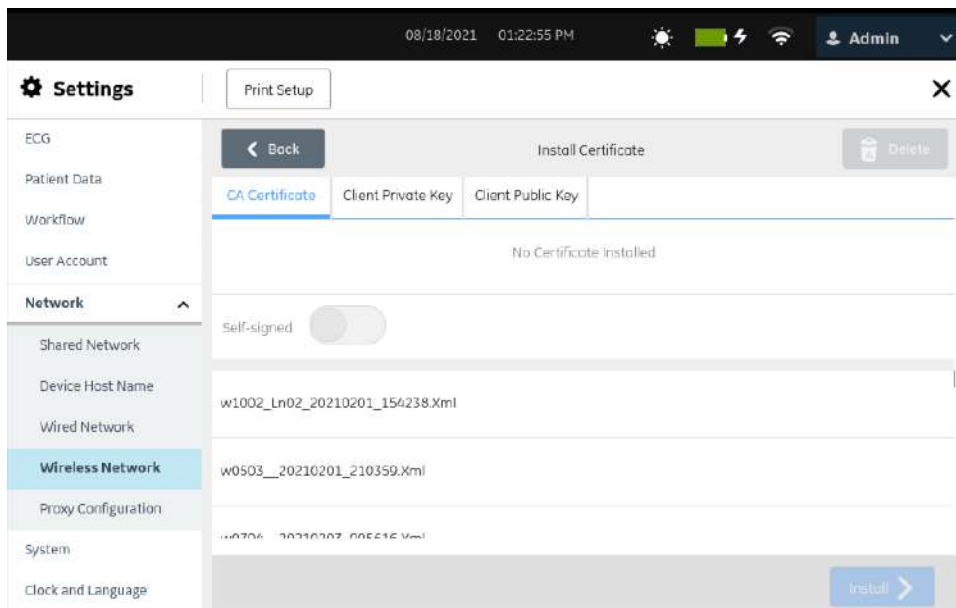 08/18/2021 01:22:55 PM Admin
Settings Print Setup
ECG
Patient Data
Workflow
User Account
Network
Shared Network
Device Host Name
Wired Network
Wireless Network
Proxy Configuration
System
Clock and Language
Back Install Certificate Delete
CA Certificate Client Private Key Client Public Key
No Certificate Installed
Self-signed
w1002_Ln02_20210201_154238.Xml
w0503__20210201_210359.Xml
Install